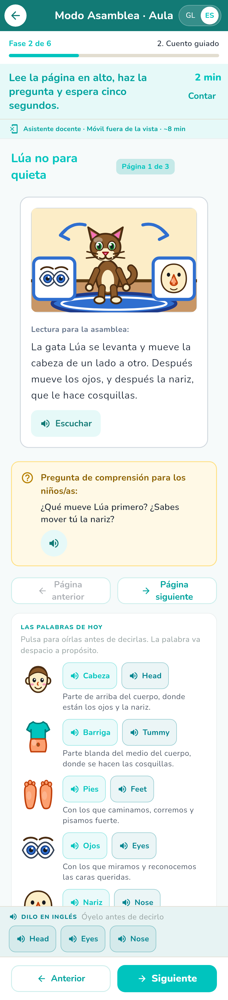 Modo Asamblea · Aula
GL
ES
Fase 2 de 6
2. Cuento guiado
Lee la página en alto, haz la
pregunta y espera cinco
segundos.
2 min
Contar
Asistente docente · Móvil fuera de la vista · ~8 min
Lúa no para
quieta
Página 1 de 3
Lectura para la asamblea:
La gata Lúa se levanta y mueve la
cabeza de un lado a otro. Después
mueve los ojos, y después la nariz,
que le hace cosquillas.
Escuchar
Pregunta de comprensión para los
niños/as:
¿Qué mueve Lúa primero? ¿Sabes
mover tú la nariz?
Página
anterior
Página
siguiente
LAS PALABRAS DE HOY
Pulsa para oírlas antes de decirlas. La palabra va
despacio a propósito.
Cabeza
Head
Parte de arriba del cuerpo, donde
están los ojos y la nariz.
Barriga
Tummy
Parte blanda del medio del cuerpo,
donde se hacen las cosquillas.
Pies
Feet
Con los que caminamos, corremos y
pisamos fuerte.
Ojos
Eyes
Con los que miramos y reconocemos
las caras queridas.
Nariz
Nose
DILO EN INGLÉS Óyelo antes de decirlo
Head
Eyes
Nose
Anterior
Siguiente